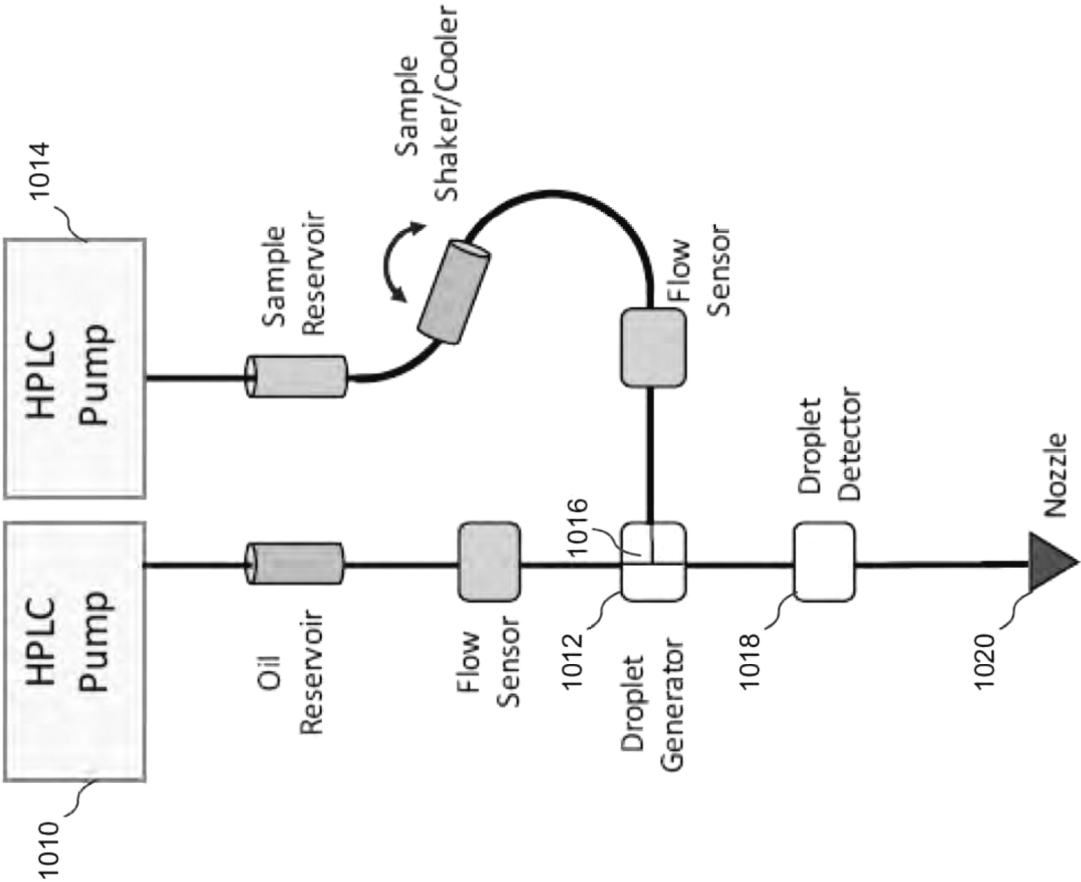 1014
HPLC
Pump
Sample
Reservoir
Sample
Shaker/Cooler
Flow
Sensor
1010
HPLC
Pump
Oil
Reservoir
Flow
Sensor
1012
1016
Droplet
Generator
1018
Droplet
Detector
1020
Nozzle